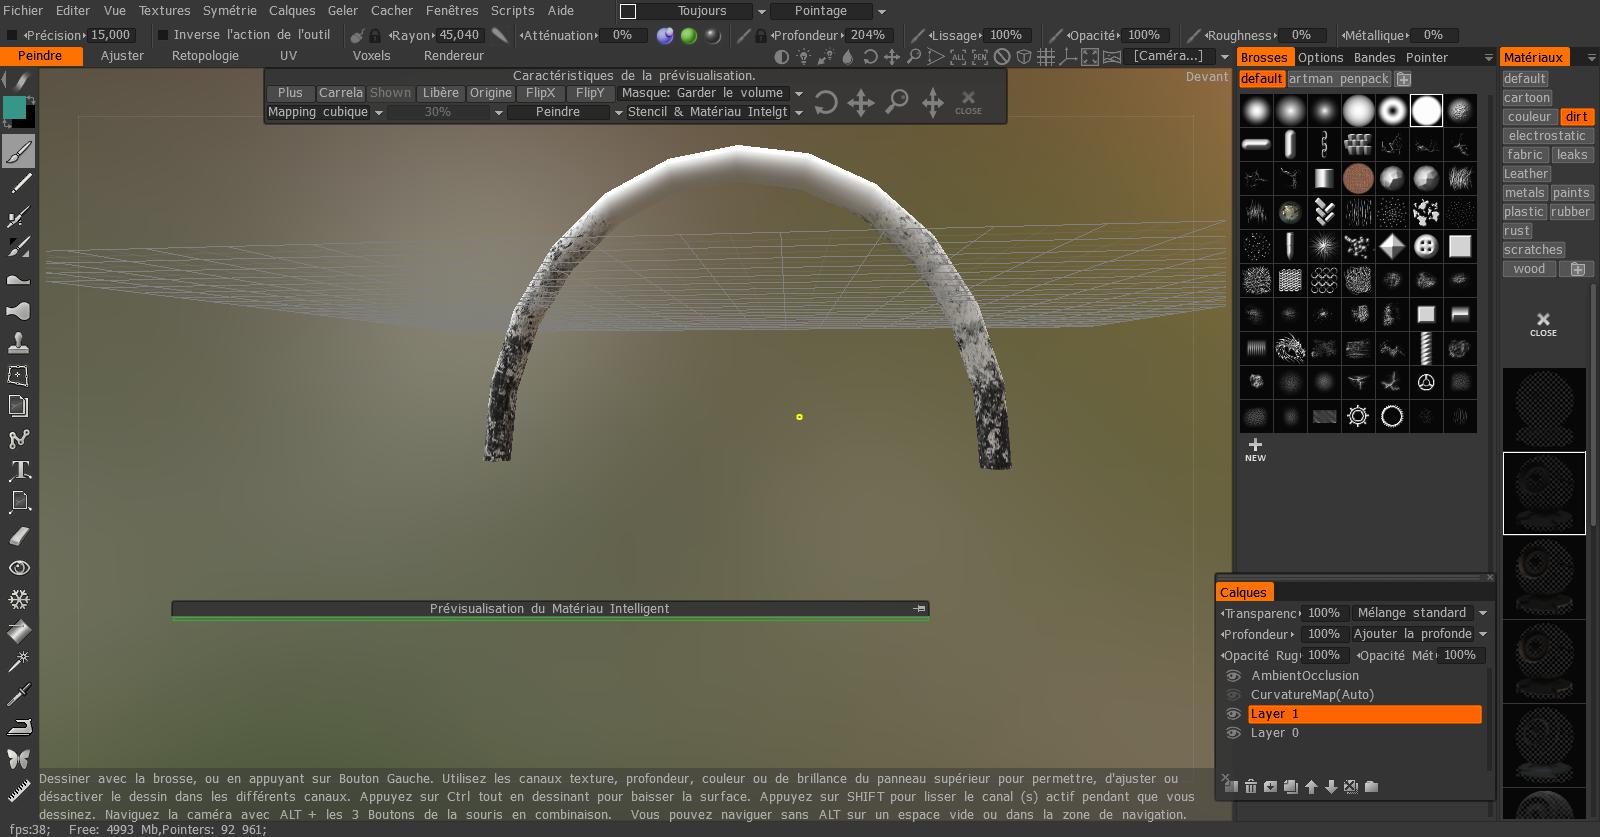 Fichier Editer Vue Textures Symétrie Calques Geler Cacher Fenêtres Scripts Aide Toujours Pointage
Précision 15,000 Inverse l'action de l'outil Rayon 45,040 Atténuation 0% Profondeur 204% Lissage 100% Opacité 100% Roughness 0% Métallique 0%
Peindre Ajuster Retopologie UV Voxels Rendereur ALL PEN [Caméra...] Brosses Options Bandes Pointer Matériaux
Caractéristiques de la prévisualisation.
Devant
Plus Carrela Shown Libère Origine FlipX FlipY Masque: Garder le volume
Mapping cubique 30% Peindre Stencil & Matériau Intelgt
CLOSE
default artman penpack
NEW
default
cartoon
couleur dirt
electrostatic
fabric leaks
Leather
metals paints
plastic rubber
rust
scratches
wood
CLOSE
Prévisualisation du Matériau Intelligent
Calques
Transparenc 100% Mélange standard
Profondeur 100% Ajouter la profonde
Opacité Rug 100% Opacité Mét 100%
AmbientOcclusion
CurvatureMap(Auto)
Layer 1
Layer 0
Dessiner avec la brosse, ou en appuyant sur Bouton Gauche. Utilisez les canaux texture, profondeur, couleur ou de brillance du panneau supérieur pour permettre, d'ajuster ou
désactiver le dessin dans les différents canaux. Appuyez sur Ctrl tout en dessinant pour baisser la surface. Appuyez sur SHIFT pour lisser le canal (s) actif pendant que vous
dessinez. Naviguez la caméra avec ALT + les 3 Boutons de la souris en combinaison. Vous pouvez naviguer sans ALT sur un espace vide ou dans la zone de navigation.
fps:38; Free: 4993 Mb,Pointers: 92 961;